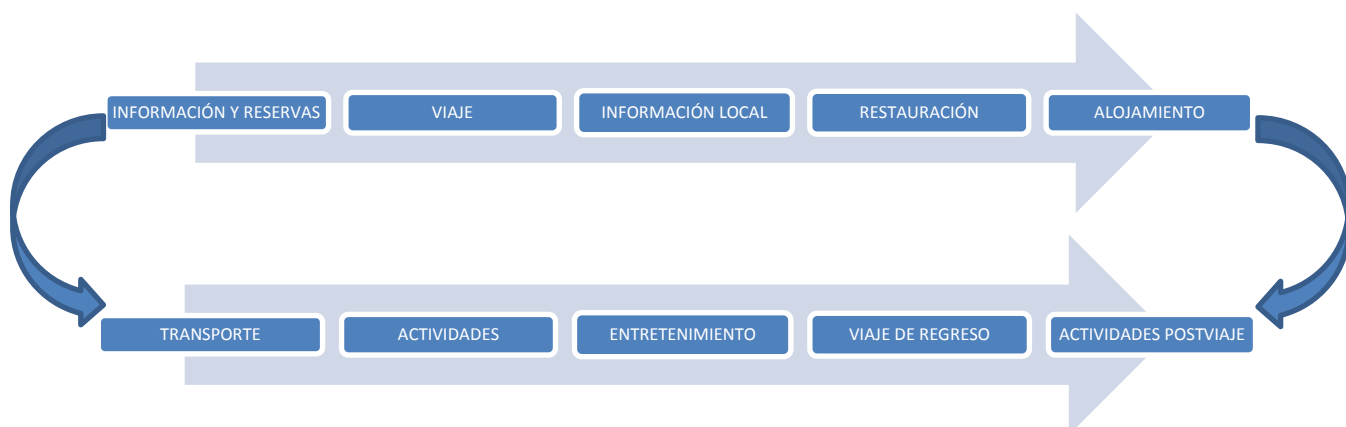 INFORMACIÓN Y RESERVAS
VIAJE
INFORMACIÓN LOCAL
RESTAURACIÓN
ALOJAMIENTO
TRANSPORTE
ACTIVIDADES
ENTRETENIMIENTO
VIAJE DE REGRESO
ACTIVIDADES POSTVIAJE